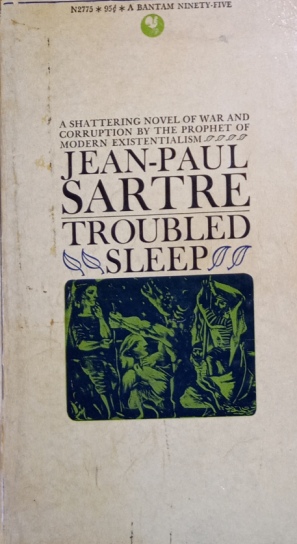 N2775 * 95¢ * A BANTAM NINETY-FIVE
A SHATTERING NOVEL OF WAR AND
CORRUPTION BY THE PROPHET OF
MODERN EXISTENTIALISM
JEAN-PAUL
SARTRE
TROUBLED
SLEEP